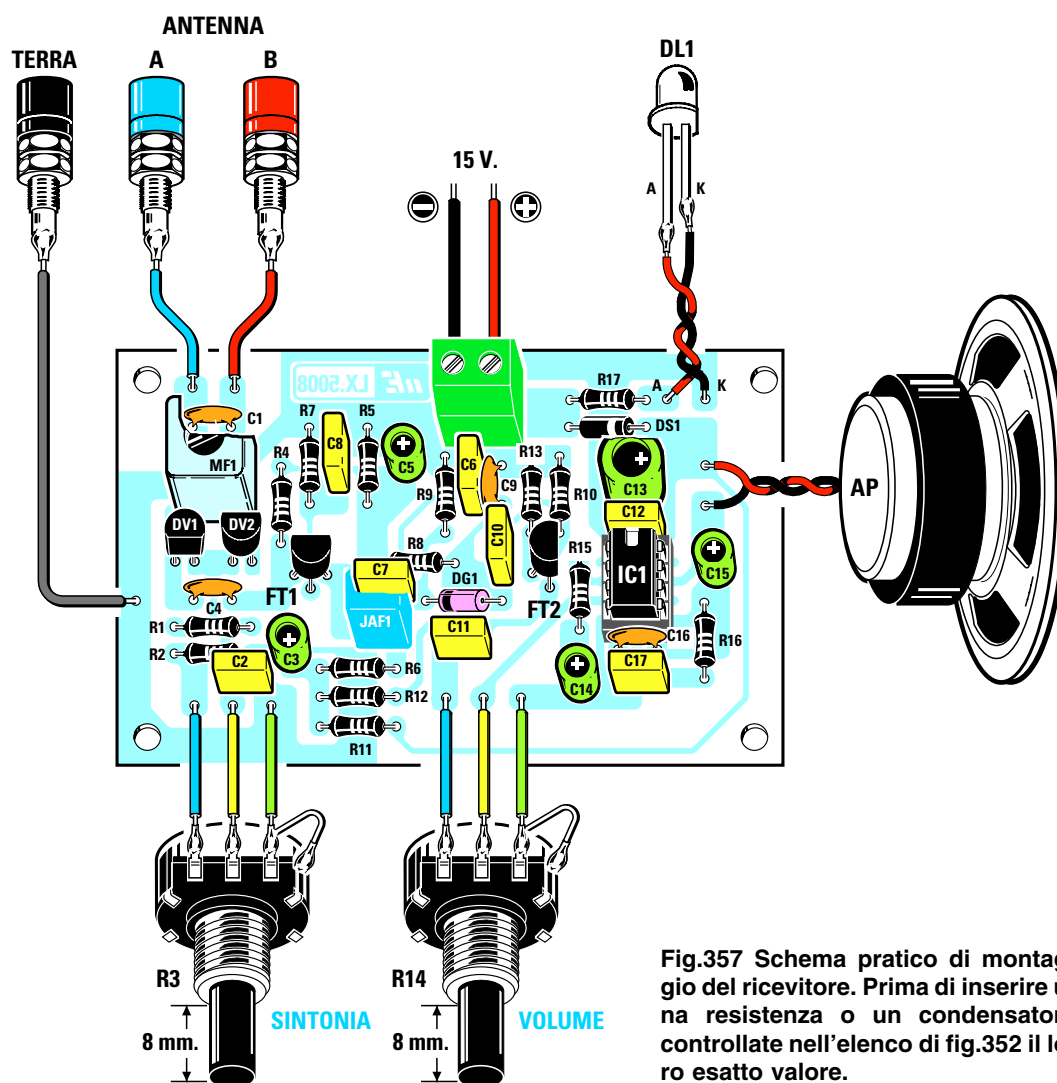 ANTENNA
TERRA
A
B
DL1
15 V.
A
K
LX.5008
R17
A
K
C1
R7
R5
C8
DS1
MF1
R4
C5
C6
C9
R13
R9
R10
C13
AP
DV1
DV2
C10
C12
R8
R15
IC1
C15
C7
DG1
FT1
FT2
C4
JAF1
R1
C11
C16
R16
R2
C2
C3
R6
C14
C17
R12
R11
R3
R14
SINTONIA
VOLUME
8 mm.
8 mm.
Fig.357 Schema pratico di montag
gio del ricevitore. Prima di inserire u
na resistenza o un condensator
controllate nell'elenco di fig.352 il lo
ro esatto valore.